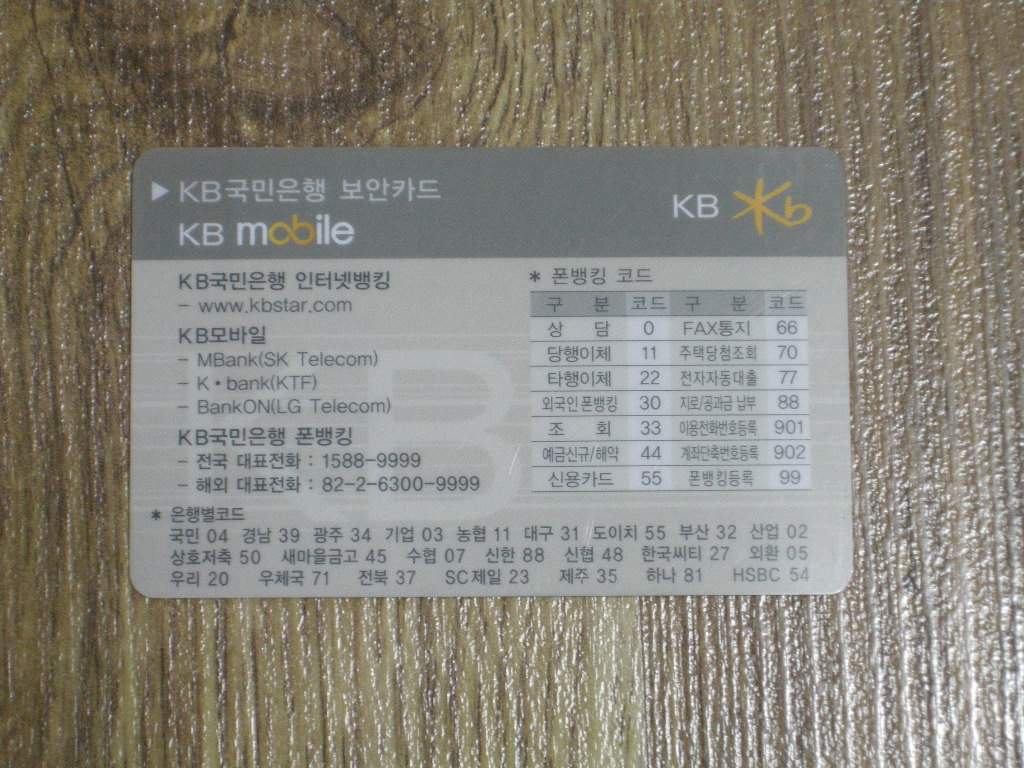 ▶ KB국민은행 보안카드
KB mobile
KB Kb
KB국민은행 인터넷뱅킹
- www.kbstar.com
KB모바일
- MBank(SK Telecom)
- K•bank(KTF)
- BankON(LG Telecom)
KB국민은행 폰뱅킹
- 전국 대표전화 : 1588-9999
- 해외 대표전화 : 82-2-6300-9999
* 폰뱅킹 코드
구 분 코드 구 분 코드
상 담 0 FAX통지 66
당행이체 11 주택당첨조회 70
타행이체 22 전자자동대출 77
외국인폰뱅킹 30 지로/공과금 납부 88
조 회 33 이용전화번호등록 901
예금신규/해약 44 계좌단축번호등록 902
신용카드 55 폰뱅킹등록 99
* 은행별코드
국민 04 경남 39 광주 34 기업 03 농협 11 대구 31 도이치 55 부산 32 산업 02
상호저축 50 새마을금고 45 수협 07 신한 88 신협 48 한국씨티 27 외환 05
우리 20 우체국 71 전북 37 SC제일 23 제주 35 하나 81 HSBC 54